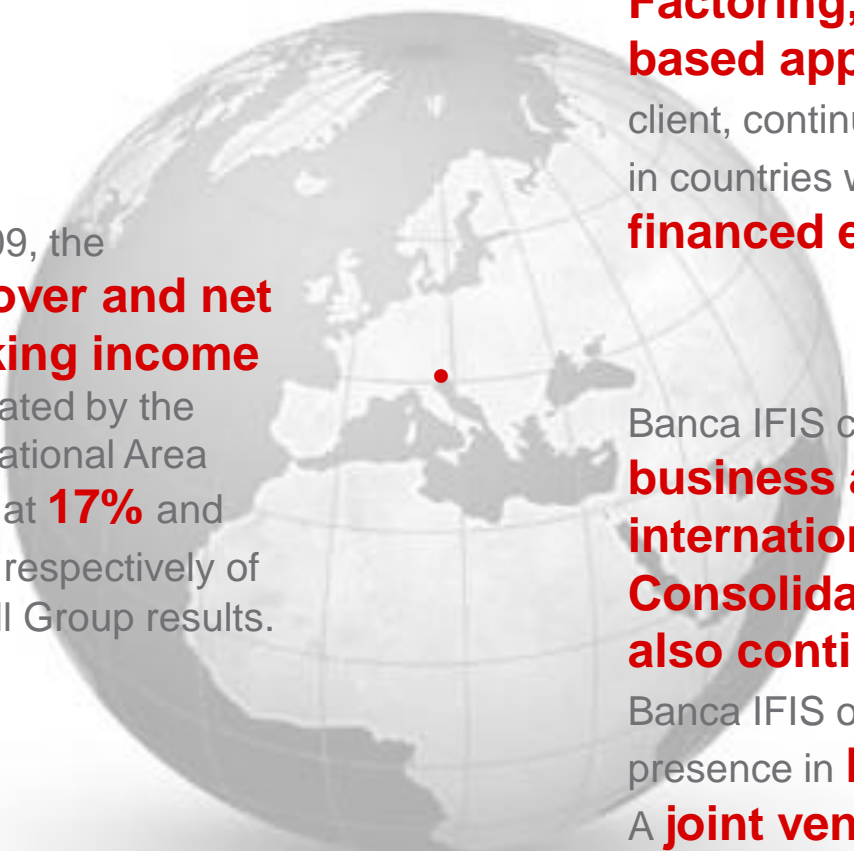 09, the
over and net
king income
ated by the
ational Area
at 17% and
respectively of
ll Group results.
Factoring,
based app
client, continu
in countries w
financed e
Banca IFIS c
business a
internation
Consolida
also conti
Banca IFIS o
presence in
A joint ven